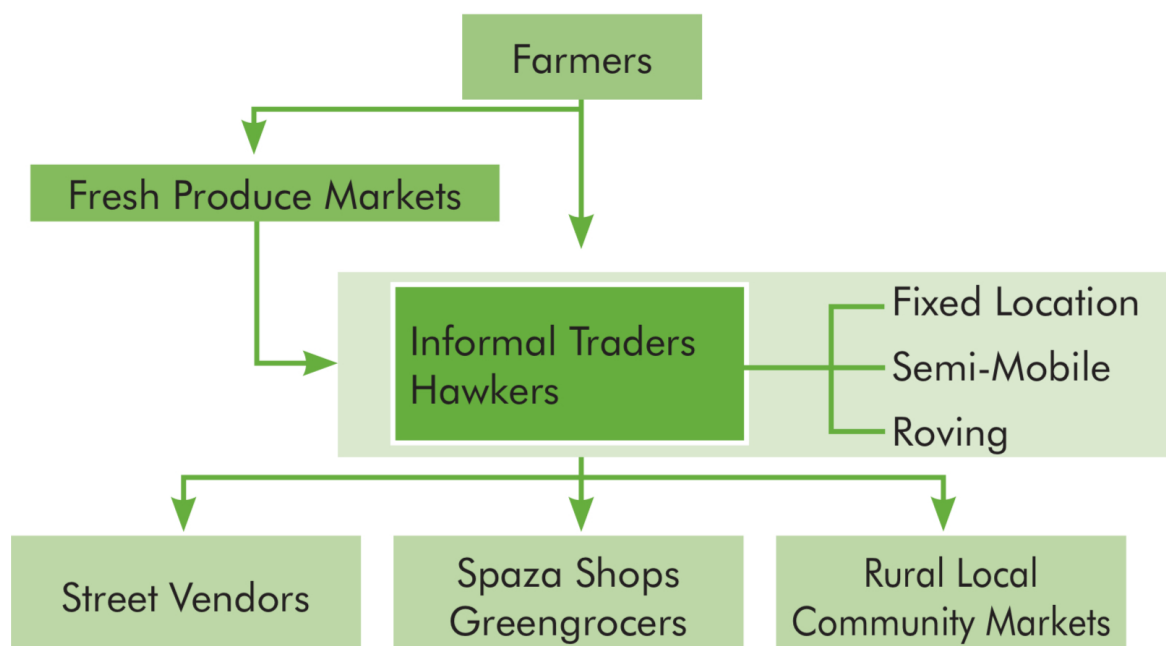 Farmers
Fresh Produce Markets
Informal Traders
Hawkers
Fixed Location
Semi-Mobile
Roving
Street Vendors
Spaza Shops
Greengrocers
Rural Local
Community Markets